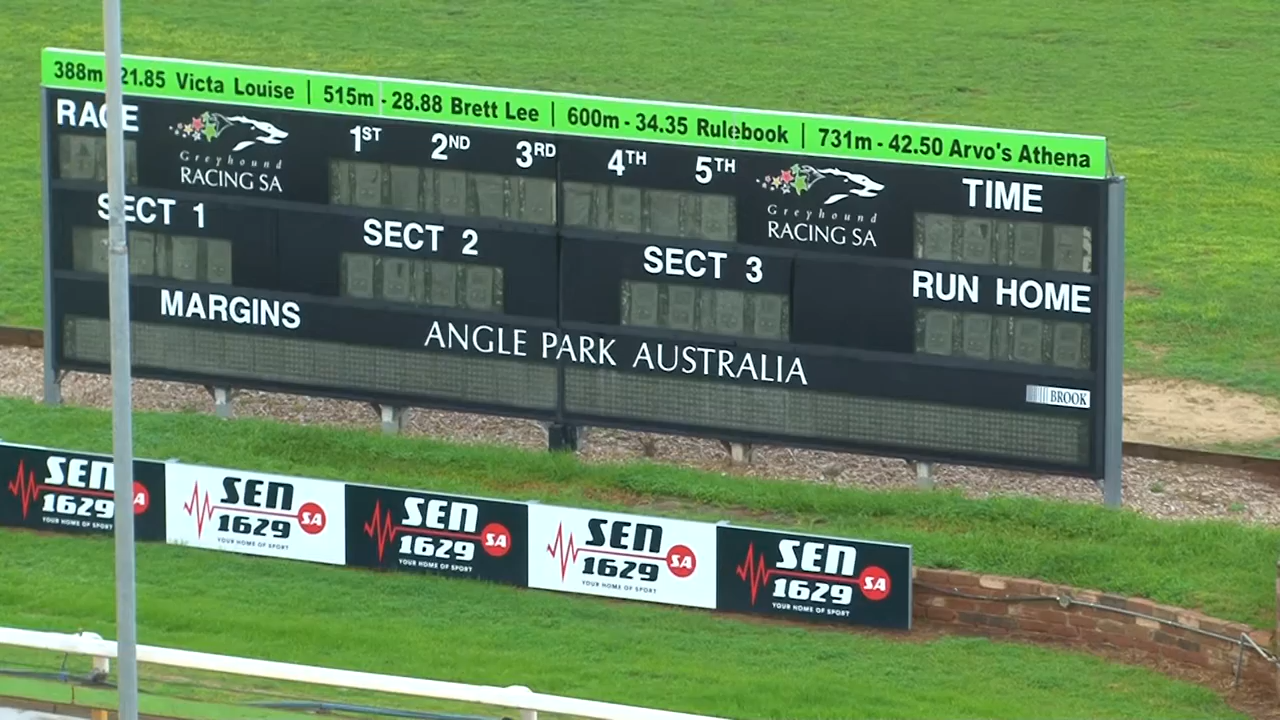 388m 21.85 Victa Louise | 515m - 28.88 Brett Lee | 600m - 34.35 Rulebook | 731m - 42.50 Arvo's Athena
RACE
Greyhound
RACING SA
1ST 2ND 3RD 4TH 5TH
Greyhound
RACING SA
TIME
SECT 1
SECT 2
SECT 3
RUN HOME
MARGINS
ANGLE PARK AUSTRALIA
BROOK
SEN
1629
SA
YOUR HOME OF SPORT
SEN
1629
SA
YOUR HOME OF SPORT
SEN
1629
SA
YOUR HOME OF SPORT
SEN
1629
SA
YOUR HOME OF SPORT
SEN
1629
SA
YOUR HOME OF SPORT